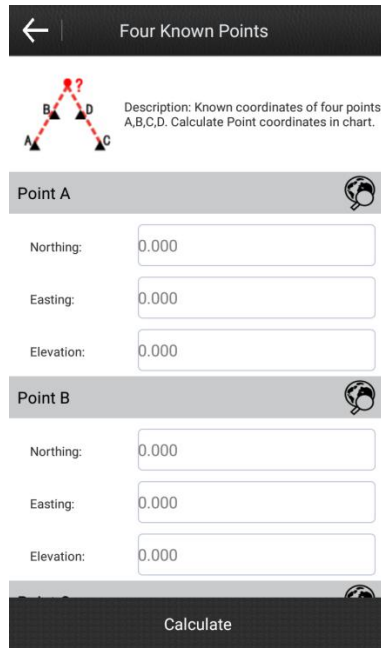 Four Known Points
?
B D
A C
Description: Known coordinates of four points
A,B,C,D. Calculate Point coordinates in chart.
Point A
Northing: 0.000
Easting: 0.000
Elevation: 0.000
Point B
Northing: 0.000
Easting: 0.000
Elevation: 0.000
Calculate